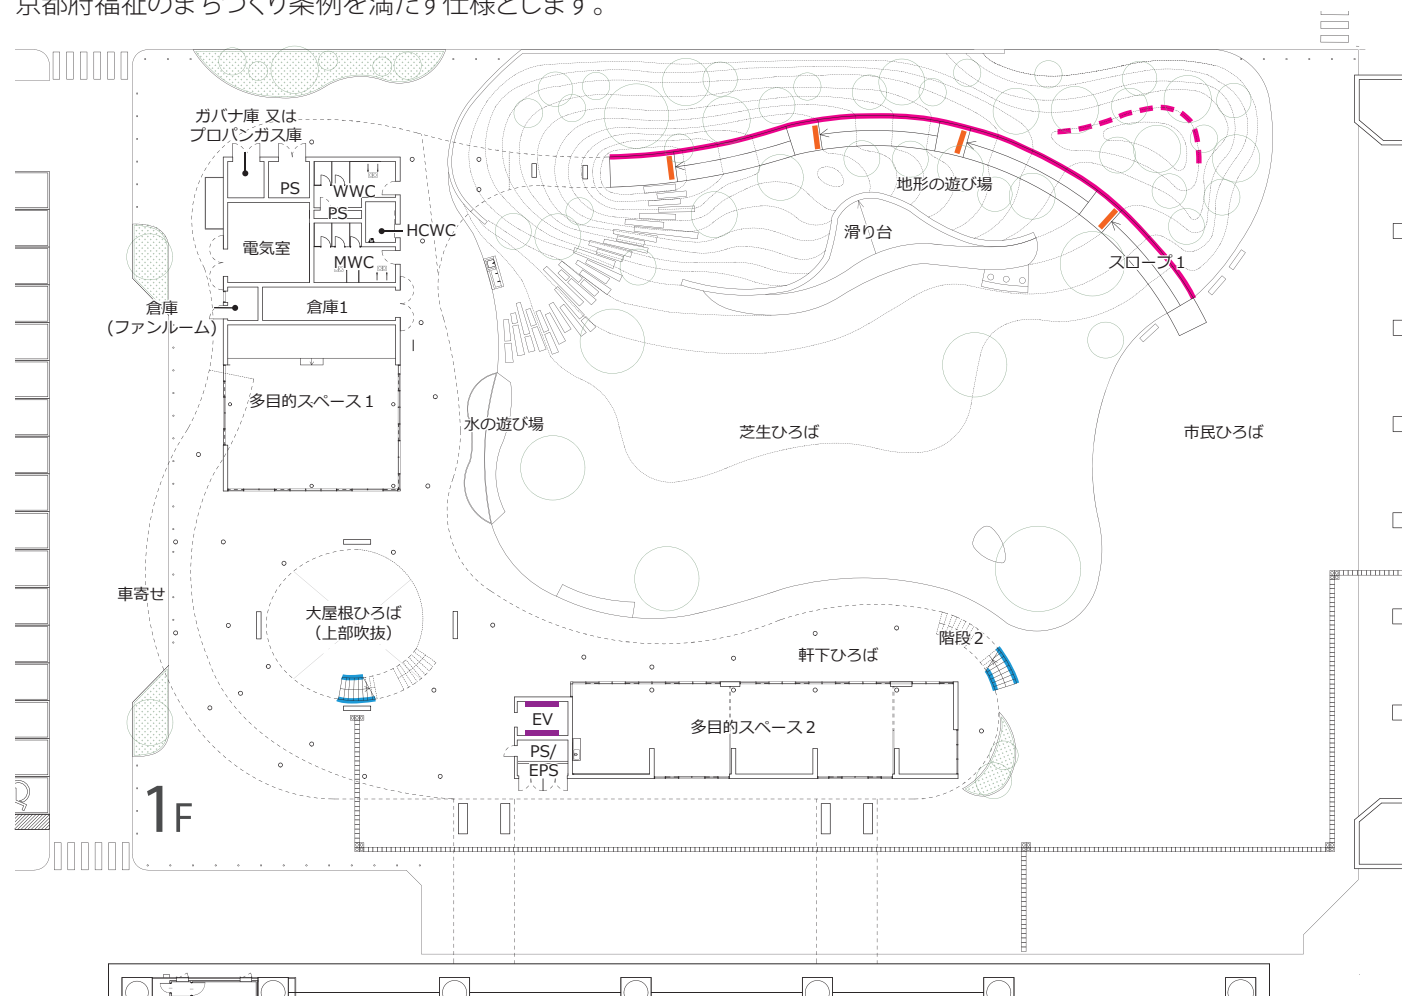 京都府福祉のまちづくり条例を満たす仕様とします。
ガバナ庫 又は
プロパンガス庫
PS
WWC
PS
HCWC
電気室
MWC
倉庫
(ファンルーム)
倉庫1
多目的スペース1
地形の遊び場
滑り台
スロープ1
水の遊び場
芝生ひろば
市民ひろば
車寄せ
大屋根ひろば
(上部吹抜)
階段2
軒下ひろば
EV
多目的スペース2
PS/
EPS
1F